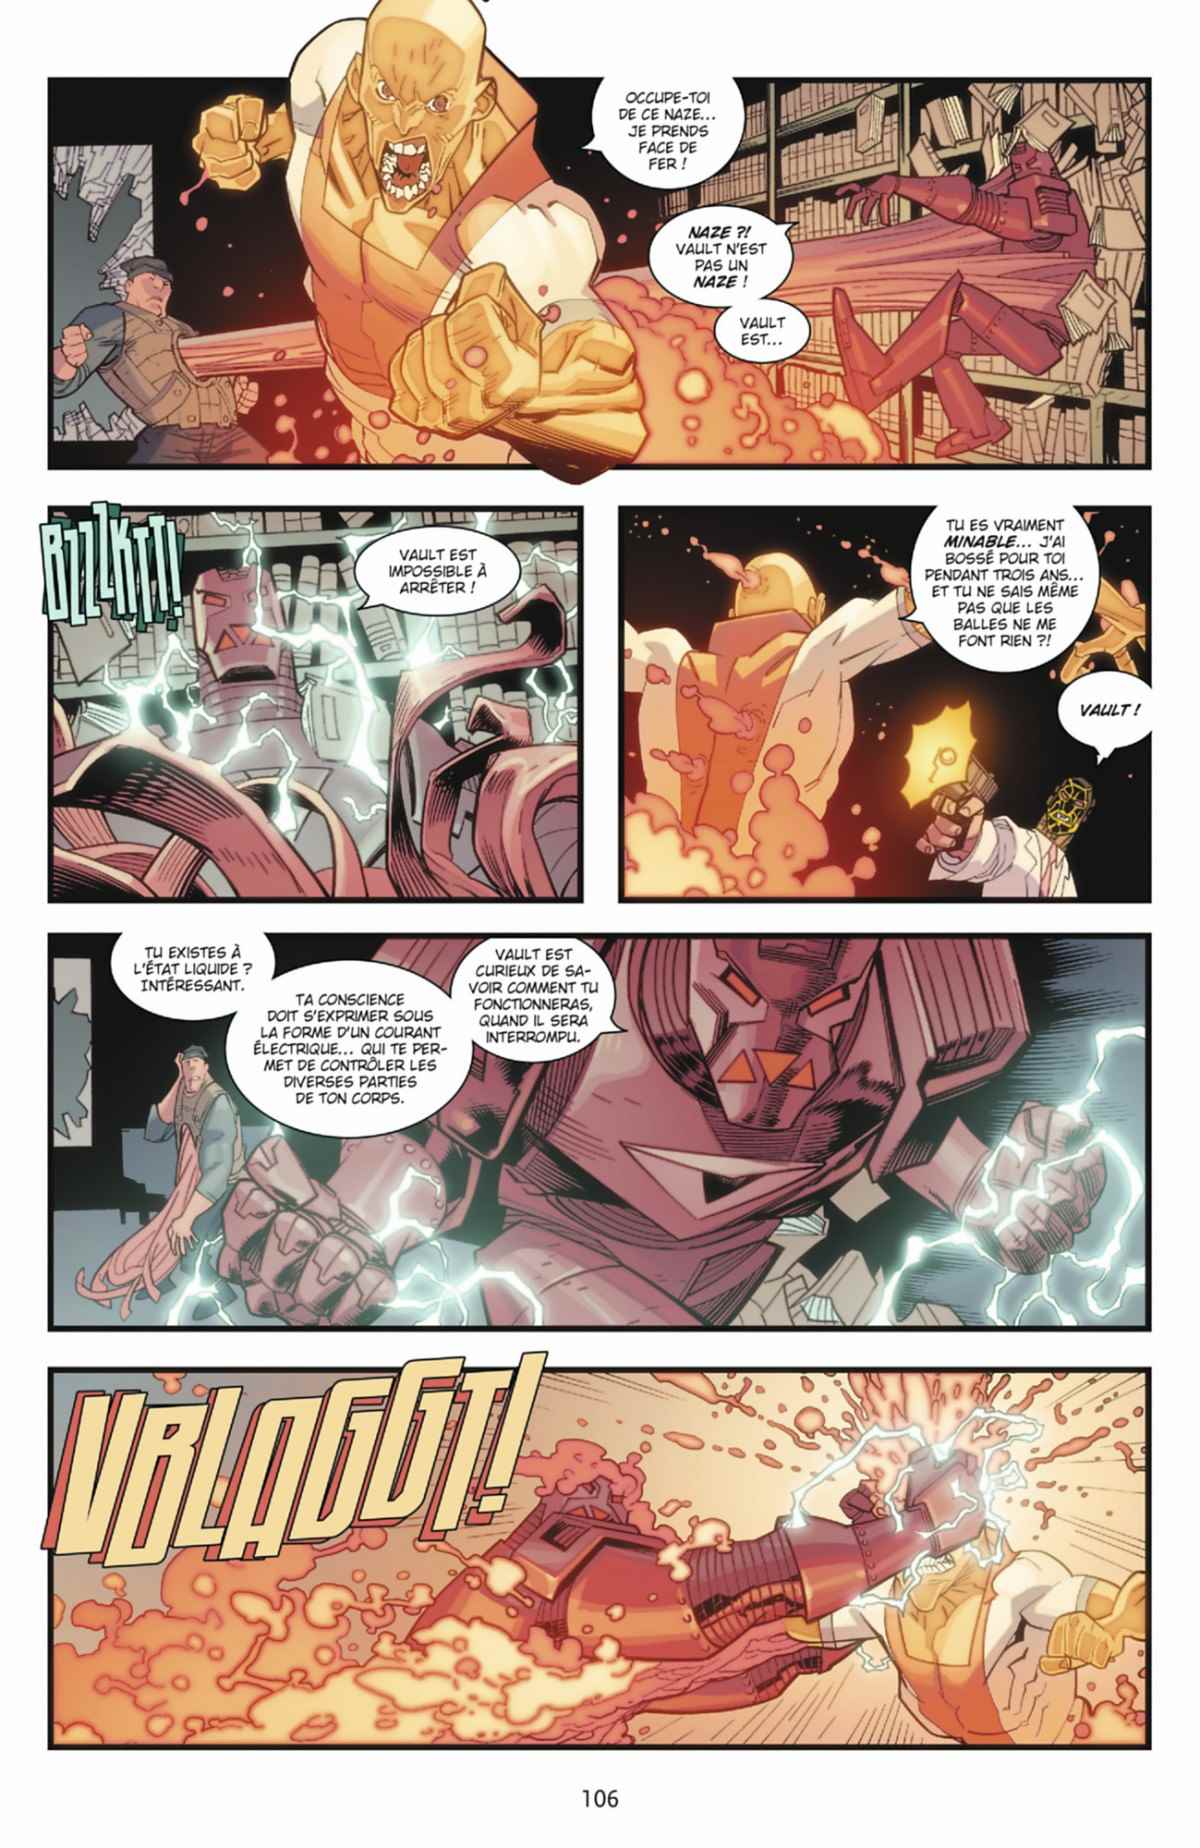 OCCUPE-TOI
DE CE NAZE...
JE PRENDS
FACE DE
FER !
NAZE ?!
VAULT N'EST
PAS UN
NAZE !
VAULT
EST...
BZZZKTT!
VAULT EST
IMPOSSIBLE À
ARRÊTER !
TU ES VRAIMENT
MINABLE... J'AI
BOSSÉ POUR TOI
PENDANT TROIS ANS...
ET TU NE SAIS MÊME
PAS QUE LES
BALLES NE ME
FONT RIEN ?!
VAULT !
TU EXISTES À
L'ÉTAT LIQUIDE ?
INTÉRESSANT.
TA CONSCIENCE
DOIT S'EXPRIMER SOUS
LA FORME D'UN COURANT
ÉLECTRIQUE... QUI TE PER-
MET DE CONTRÔLER LES
DIVERSES PARTIES
DE TON CORPS.
VAULT EST
CURIEUX DE SA-
VOIR COMMENT TU
FONCTIONNERAS,
QUAND IL SERA
INTERROMPU.
VBLAGGT!
106